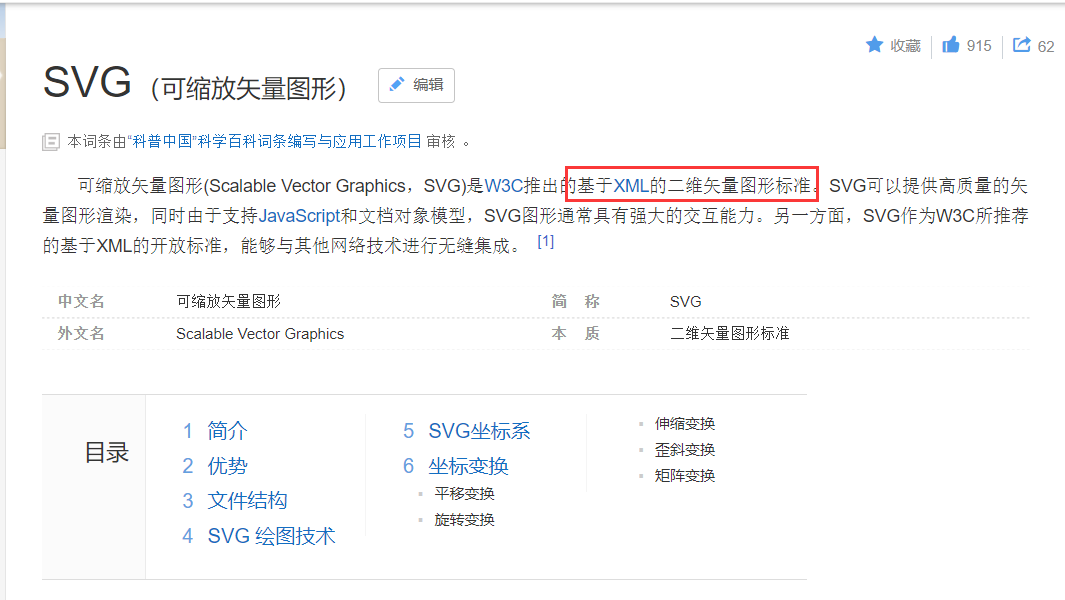 收藏 915 62
SVG （可缩放矢量图形） 编辑
本词条由“科普中国”科学百科词条编写与应用工作项目 审核 。
可缩放矢量图形(Scalable Vector Graphics，SVG)是W3C推出的基于XML的二维矢量图形标准。SVG可以提供高质量的矢
量图形渲染，同时由于支持JavaScript和文档对象模型，SVG图形通常具有强大的交互能力。另一方面，SVG作为W3C所推荐
的基于XML的开放标准，能够与其他网络技术进行无缝集成。 [1]
中文名 可缩放矢量图形 简 称 SVG
外文名 Scalable Vector Graphics 本 质 二维矢量图形标准
目录
1 简介
2 优势
3 文件结构
4 SVG 绘图技术
5 SVG坐标系
6 坐标变换
平移变换
旋转变换
伸缩变换
歪斜变换
矩阵变换